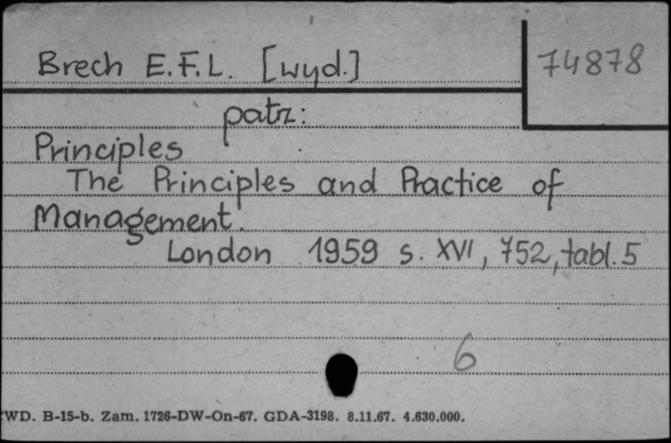 Brech E.F.L. [wyd.]
74878
patrz:
Principles
The Principles and Practice of
Management.
London 1959 s. XVI, 752, tabl. 5
6
WD. B-15-b. Zam. 1726-DW-On-67. GDA-3198. 8.11.67. 4.630.000.